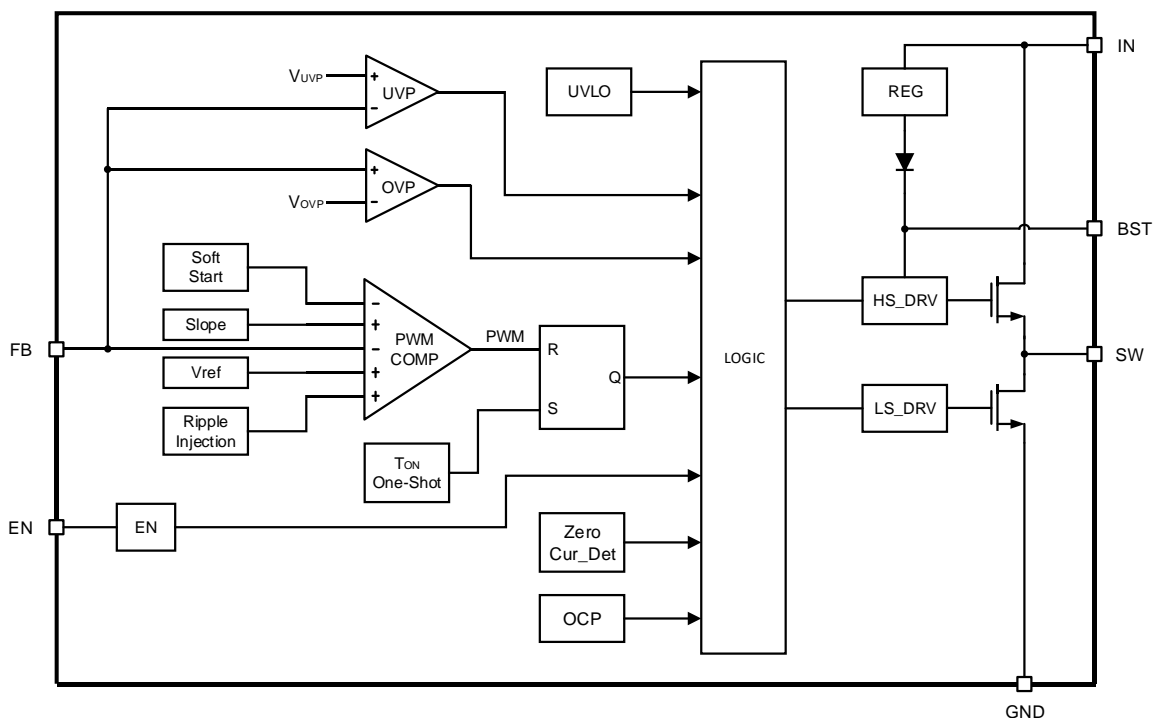 IN
VUVP
+
UVP
−
UVLO
REG
+
OVP
VOVP
−
BST
Soft
Start
−
HS_DRV
Slope
+
PWM
COMP
PWM
R
FB
−
SW
LOGIC
Vref
+
Q
Ripple
Injection
+
S
LS_DRV
TON
One-Shot
EN
EN
Zero
Cur_Det
OCP
GND